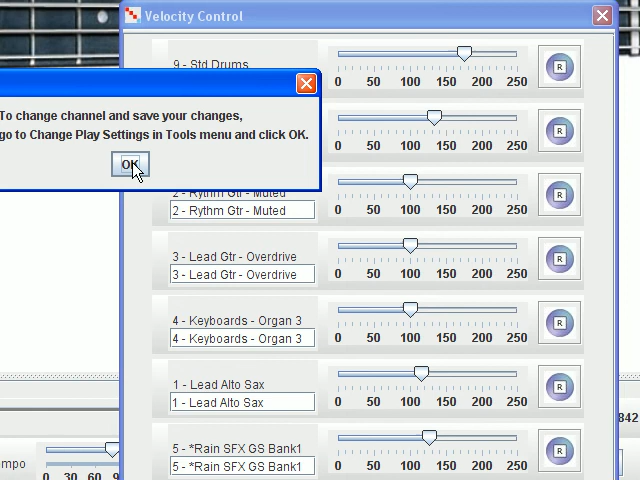 Velocity Control
9 - Std Drums
0 50 100 150 200 250
R
To change channel and save your changes,
go to Change Play Settings in Tools menu and click OK.
OK
0 50 100 150 200 250
R
2 - Rythm Gtr - Muted
2 - Rythm Gtr - Muted
0 50 100 150 200 250
R
3 - Lead Gtr - Overdrive
3 - Lead Gtr - Overdrive
0 50 100 150 200 250
R
4 - Keyboards - Organ 3
4 - Keyboards - Organ 3
0 50 100 150 200 250
R
1 - Lead Alto Sax
1 - Lead Alto Sax
0 50 100 150 200 250
R
5 - *Rain SFX GS Bank1
5 - *Rain SFX GS Bank1
0 50 100 150 200 250
R
842
mpo
0 30 60 9